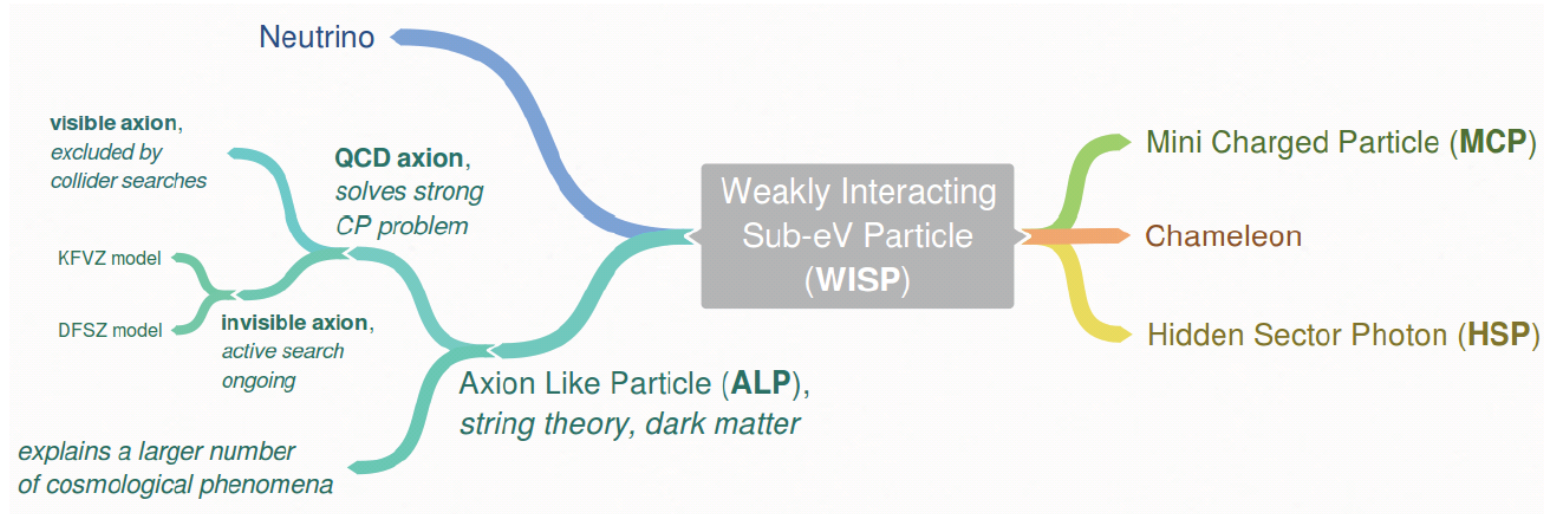 Neutrino
visible axion,
excluded by
collider searches
QCD axion,
solves strong
CP problem
KFVZ model
DFSZ model
invisible axion,
active search
ongoing
Axion Like Particle (ALP),
string theory, dark matter
explains a larger number
of cosmological phenomena
Weakly Interacting
Sub-eV Particle
(WISP)
Mini Charged Particle (MCP)
Chameleon
Hidden Sector Photon (HSP)